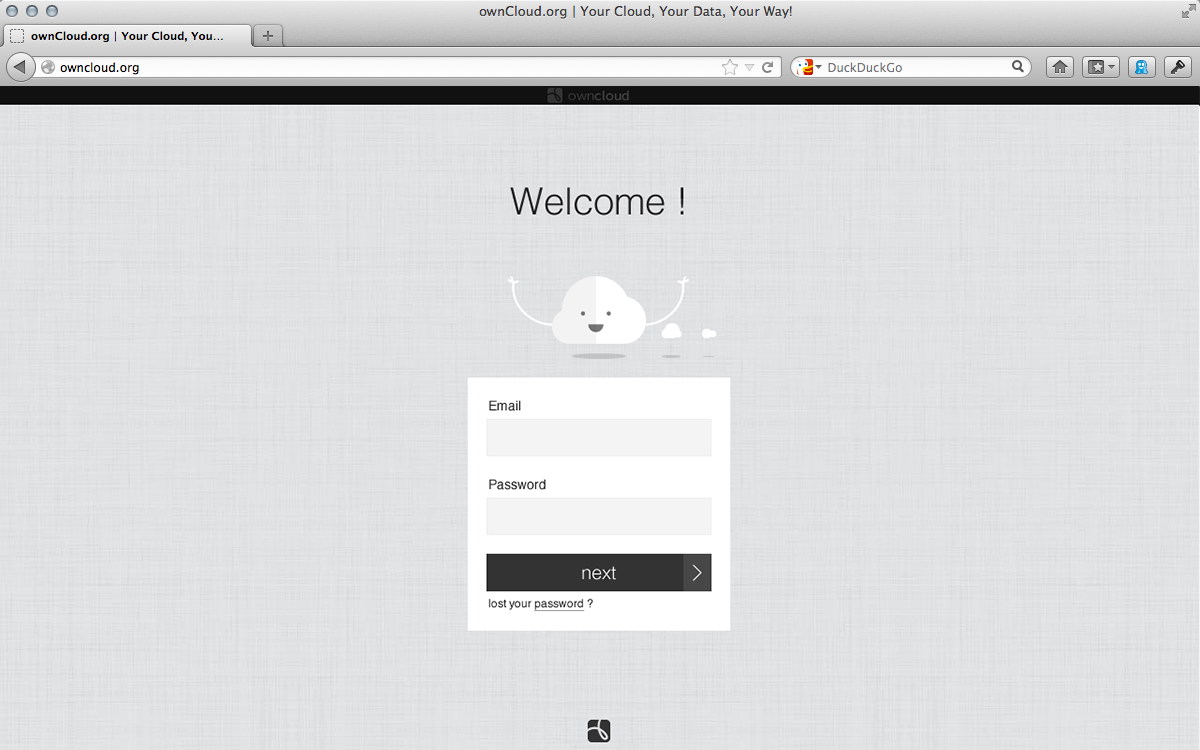 ownCloud.org | Your Cloud, Your Data, Your Way!
ownCloud.org | Your Cloud, You...
owncloud.org
DuckDuckGo
owncloud
Welcome !
Email
Password
next
lost your password ?